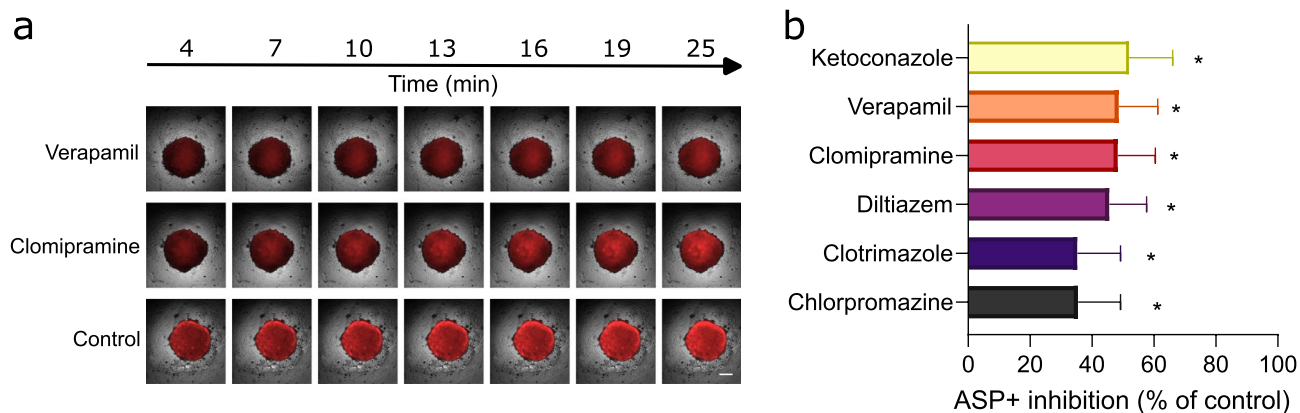 a
4 7 10 13 16 19 25
Time (min)
Verapamil
Clomipramine
Control
b
Ketoconazole *
Verapamil *
Clomipramine *
Diltiazem *
Clotrimazole *
Chlorpromazine *
0 20 40 60 80 100
ASP+ inhibition (% of control)